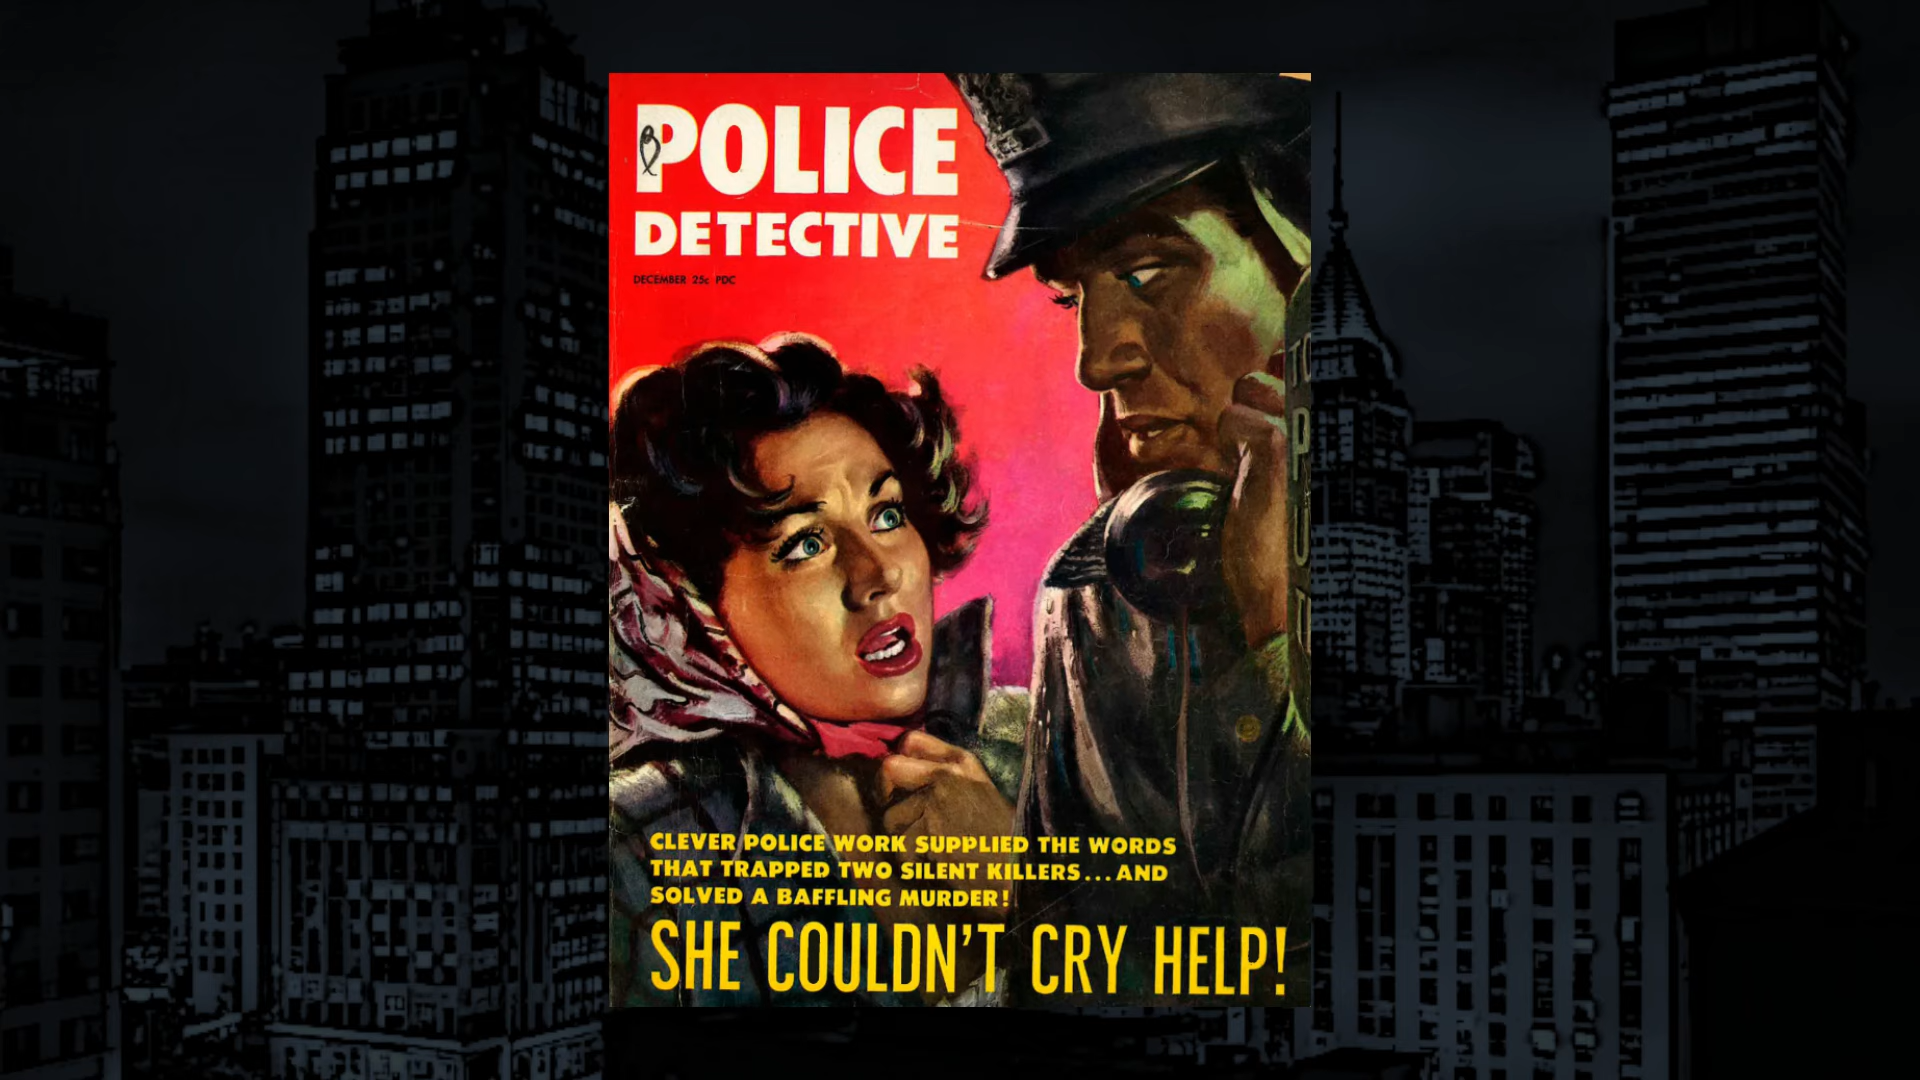 POLICE
DETECTIVE
DECEMBER 25c PDC
CLEVER POLICE WORK SUPPLIED THE WORDS
THAT TRAPPED TWO SILENT KILLERS...AND
SOLVED A BAFFLING MURDER!
SHE COULDN'T CRY HELP!